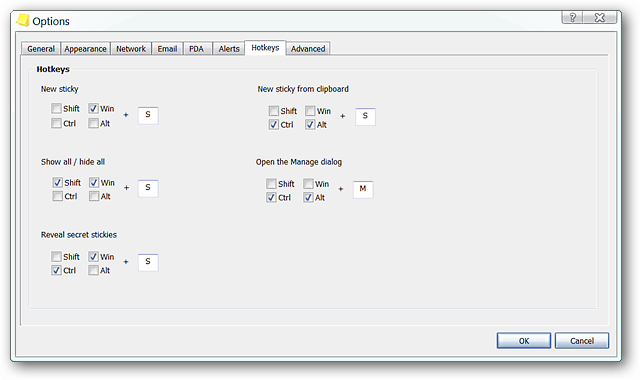 Options
General Appearance Network Email PDA Alerts Hotkeys Advanced
Hotkeys
New sticky
Shift Win
Ctrl Alt
+ S
New sticky from clipboard
Shift Win
Ctrl Alt
+ S
Show all / hide all
Shift Win
Ctrl Alt
+ S
Open the Manage dialog
Shift Win
Ctrl Alt
+ M
Reveal secret stickies
Shift Win
Ctrl Alt
+ S
OK Cancel